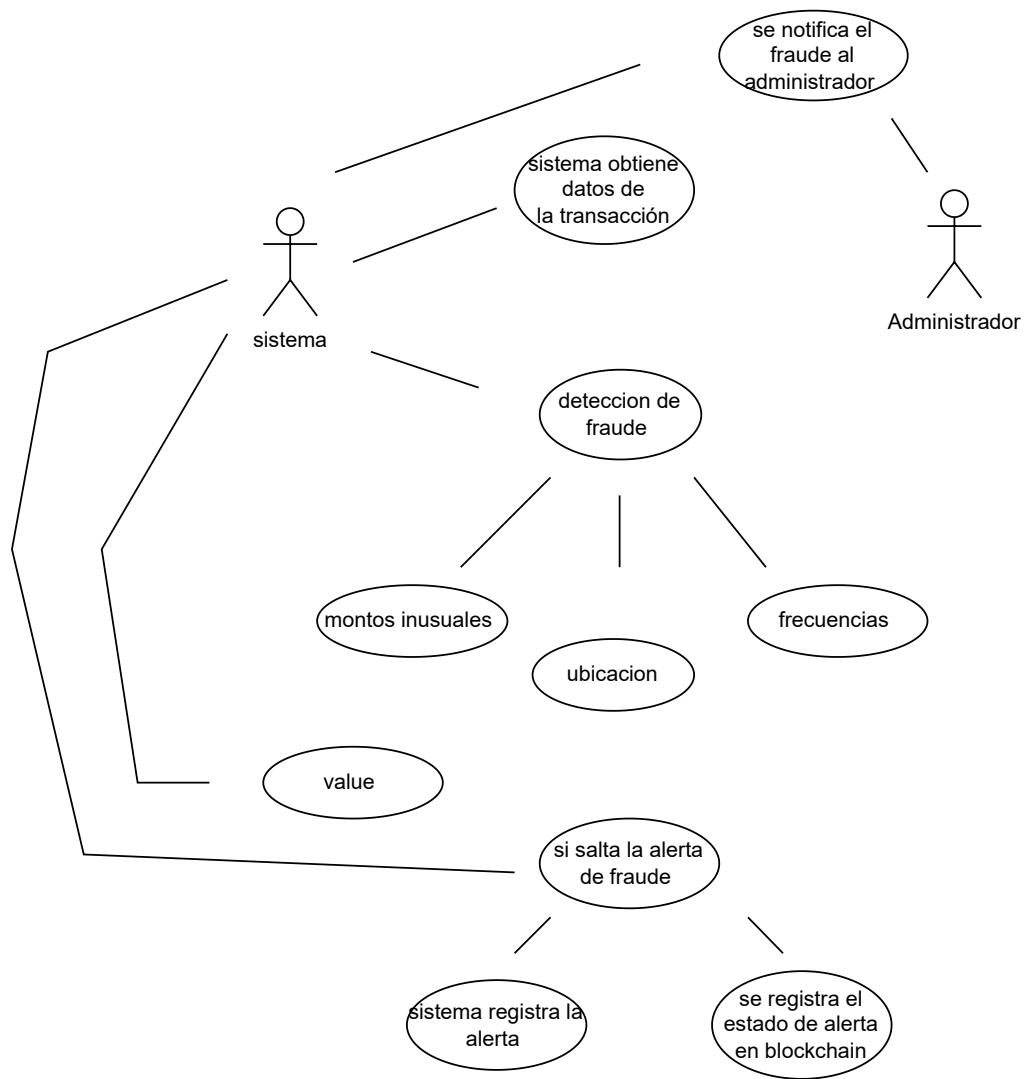 se notifica el
fraude al
administrador
sistema obtiene
datos de
la transacción
sistema
Administrador
deteccion de
fraude
montos inusuales
frecuencias
ubicacion
value
si salta la alerta
de fraude
sistema registra la
alerta
se registra el
estado de alerta
en blockchain